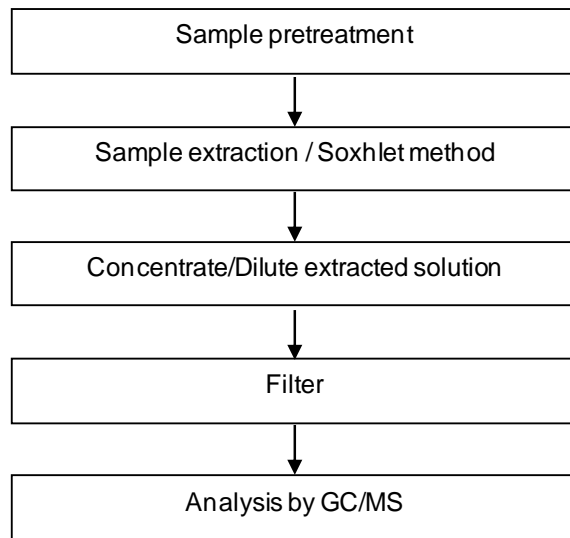 Sample pretreatment
Sample extraction / Soxhlet method
Concentrate/Dilute extracted solution
Filter
Analysis by GC/MS